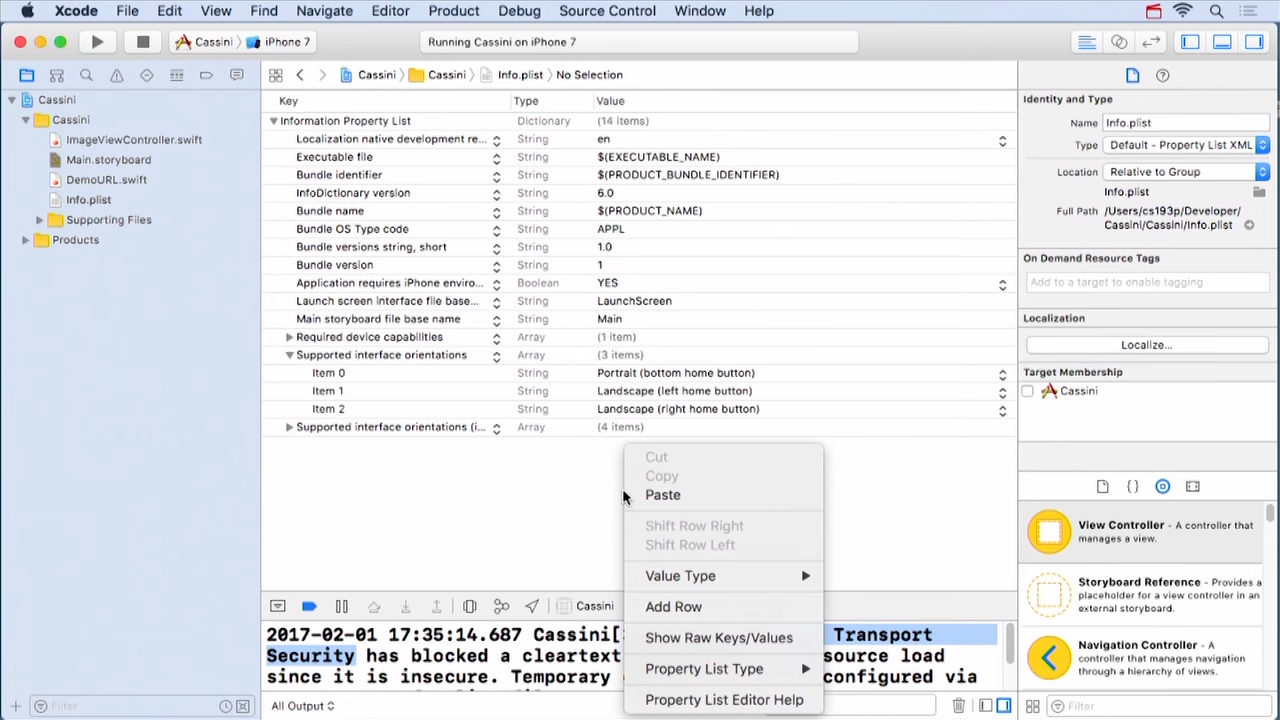 Xcode File Edit View Find Navigate Editor Product Debug Source Control Window Help
Cassini iPhone 7
Running Cassini on iPhone 7
Cassini Cassini Info.plist No Selection
Cassini
Cassini
ImageViewController.swift
Main.storyboard
DemoURL.swift
Info.plist
Supporting Files
Products
Filter
Key Type Value
Information Property List Dictionary (14 items)
Localization native development re... String en
Executable file String $(EXECUTABLE_NAME)
Bundle identifier String $(PRODUCT_BUNDLE_IDENTIFIER)
InfoDictionary version String 6.0
Bundle name String $(PRODUCT_NAME)
Bundle OS Type code String APPL
Bundle versions string, short String 1.0
Bundle version String 1
Application requires iPhone enviro... Boolean YES
Launch screen interface file base... String LaunchScreen
Main storyboard file base name String Main
Required device capabilities Array (1 item)
Supported interface orientations Array (3 items)
Item 0 String Portrait (bottom home button)
Item 1 String Landscape (left home button)
Item 2 String Landscape (right home button)
Supported interface orientations (i... Array (4 items)
Cut
Copy
Paste
Shift Row Right
Shift Row Left
Value Type
Add Row
Show Raw Keys/Values
Property List Type
Property List Editor Help
Cassini
2017-02-01 17:35:14.687 Cassini[ Transport
Security has blocked a cleartext source load
since it is insecure. Temporary configured via
All Output
Identity and Type
Name Info.plist
Type Default - Property List XML
Location Relative to Group
Info.plist
Full Path /Users/cs193p/Developer/
Cassini/Cassini/Info.plist
On Demand Resource Tags
Add to a target to enable tagging
Localization
Localize...
Target Membership
Cassini
View Controller - A controller that
manages a view.
Storyboard Reference - Provides a
placeholder for a view controller in an
external storyboard.
Navigation Controller - A
controller that manages navigation
through a hierarchy of views.
Filter